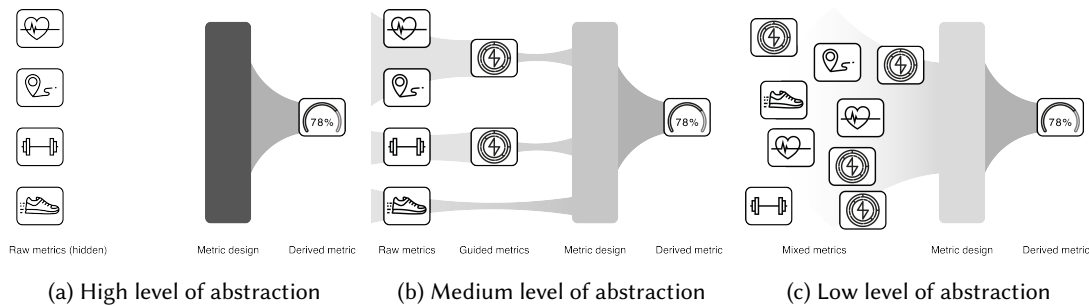 78%
78%
78%
Raw metrics (hidden)
Metric design
Derived metric
Raw metrics
Guided metrics
Metric design
Derived metric
Mixed metrics
Metric design
Derived metric
(a) High level of abstraction
(b) Medium level of abstraction
(c) Low level of abstraction